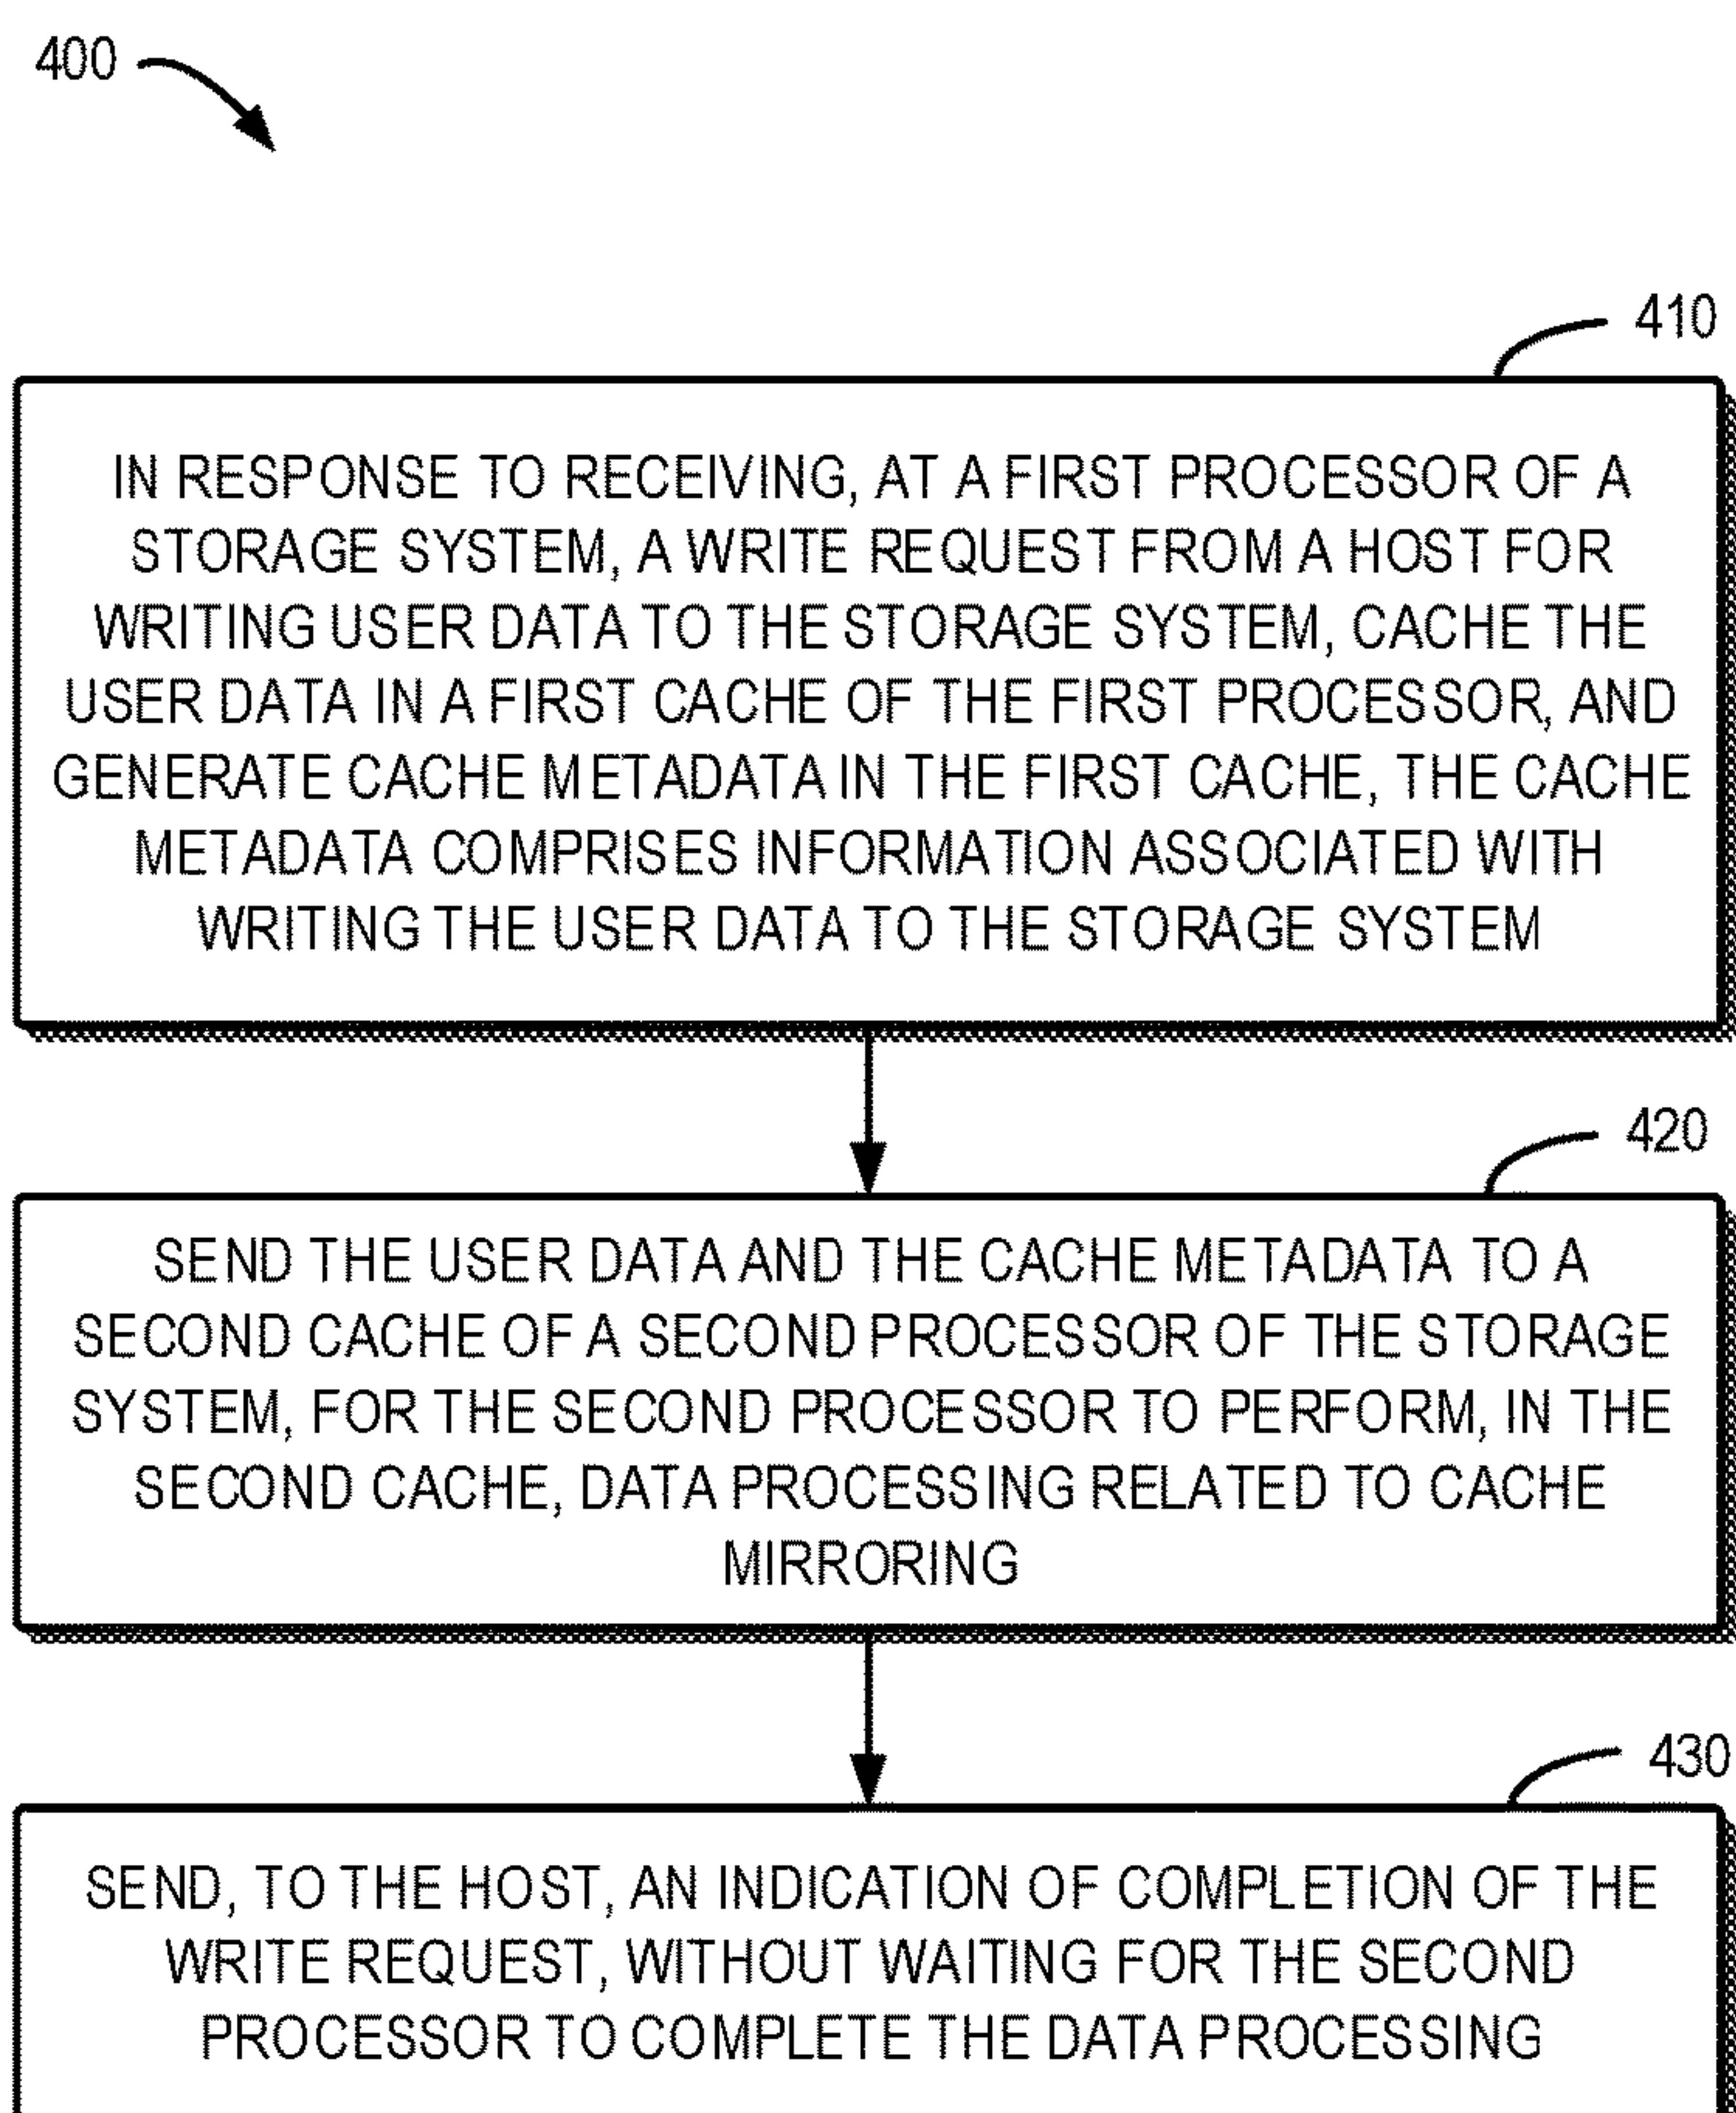 400
410
IN RESPONSE TO RECEIVING, AT A FIRST PROCESSOR OF A
STORAGE SYSTEM, A WRITE REQUEST FROM A HOST FOR
WRITING USER DATA TO THE STORAGE SYSTEM, CACHE THE
USER DATA IN A FIRST CACHE OF THE FIRST PROCESSOR, AND
GENERATE CACHE METADATA IN THE FIRST CACHE, THE CACHE
METADATA COMPRISES INFORMATION ASSOCIATED WITH
WRITING THE USER DATA TO THE STORAGE SYSTEM
420
SEND THE USER DATA AND THE CACHE METADATA TO A
SECOND CACHE OF A SECOND PROCESSOR OF THE STORAGE
SYSTEM, FOR THE SECOND PROCESSOR TO PERFORM, IN THE
SECOND CACHE, DATA PROCESSING RELATED TO CACHE
MIRRORING
430
SEND, TO THE HOST, AN INDICATION OF COMPLETION OF THE
WRITE REQUEST, WITHOUT WAITING FOR THE SECOND
PROCESSOR TO COMPLETE THE DATA PROCESSING